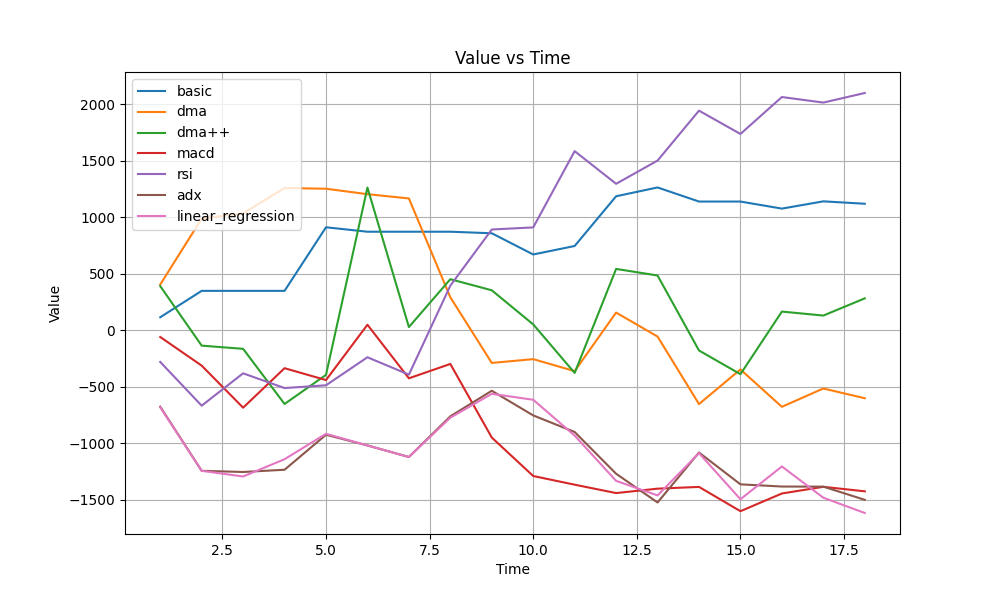 Value vs Time
basic
dma
dma++
macd
rsi
adx
linear_regression
2000
1500
1000
500
0
−500
−1000
−1500
Value
2.5 5.0 7.5 10.0 12.5 15.0 17.5
Time